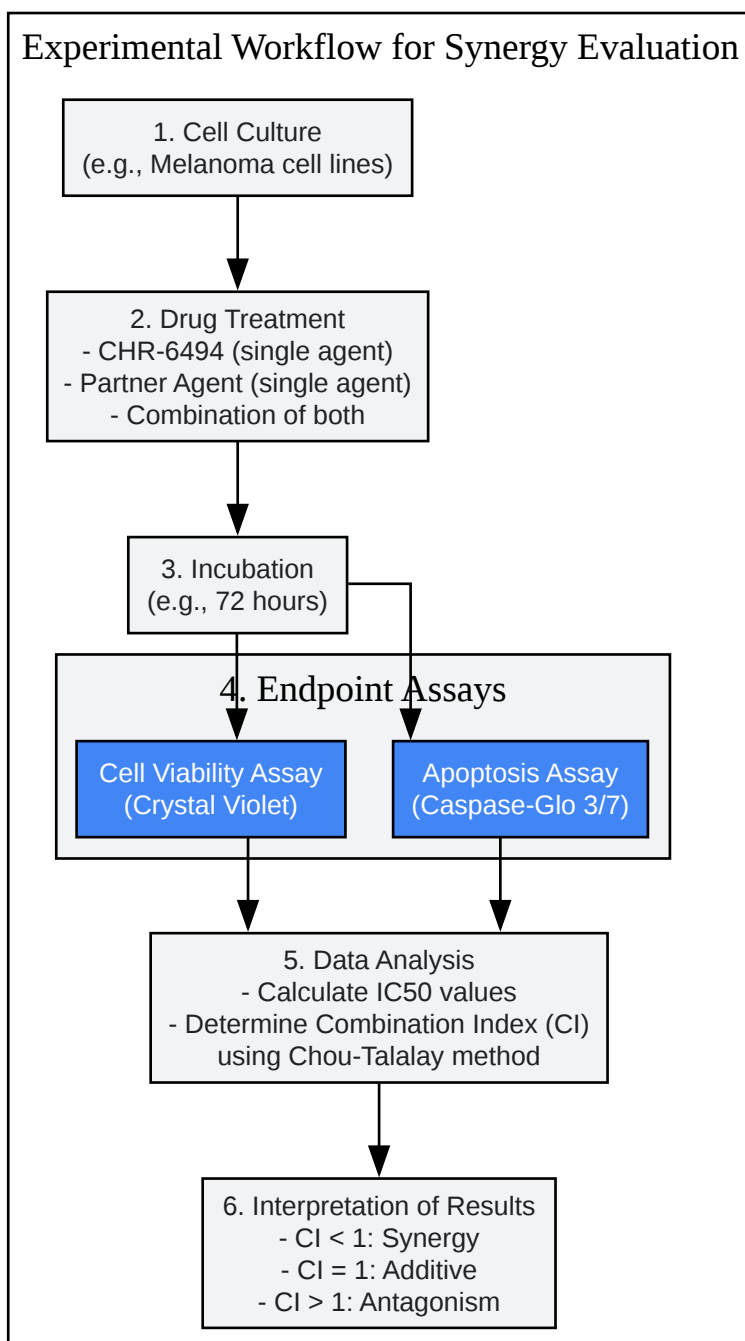 Experimental Workflow for Synergy Evaluation
1. Cell Culture
(e.g., Melanoma cell lines)
2. Drug Treatment
- CHR-6494 (single agent)
- Partner Agent (single agent)
- Combination of both
3. Incubation
(e.g., 72 hours)
4. Endpoint Assays
Cell Viability Assay
(Crystal Violet)
Apoptosis Assay
(Caspase-Glo 3/7)
5. Data Analysis
- Calculate IC50 values
- Determine Combination Index (CI)
using Chou-Talalay method
6. Interpretation of Results
- CI < 1: Synergy
- CI = 1: Additive
- CI > 1: Antagonism